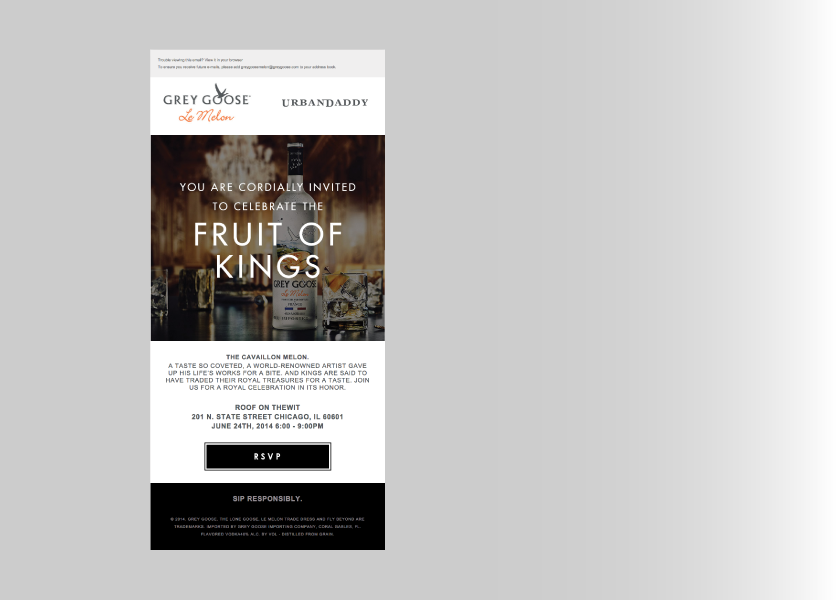 Trouble viewing this email? View it in your browser
To ensure you receive future e-mails, please add greygoosemelon@greygoose.com to your address book.
GREY GOOSE
Le Melon
URBANDADDY
YOU ARE CORDIALLY INVITED
TO CELEBRATE THE
FRUIT OF
KINGS
GREY GOOSE
Le Melon
FRANCE
THE CAVAILLON MELON.
A TASTE SO COVETED, A WORLD-RENOWNED ARTIST GAVE
UP HIS LIFE'S WORKS FOR A BITE. AND KINGS ARE SAID TO
HAVE TRADED THEIR ROYAL TREASURES FOR A TASTE. JOIN
US FOR A ROYAL CELEBRATION IN ITS HONOR.
ROOF ON THEWIT
201 N. STATE STREET CHICAGO, IL 60601
JUNE 24TH, 2014 6:00 - 9:00PM
RSVP
SIP RESPONSIBLY.
© 2014. GREY GOOSE, THE LONE GOOSE, LE MELON TRADE DRESS AND FLY BEYOND ARE
TRADEMARKS. IMPORTED BY GREY GOOSE IMPORTING COMPANY, CORAL GABLES, FL.
FLAVORED VODKA 40% ALC. BY VOL - DISTILLED FROM GRAIN.